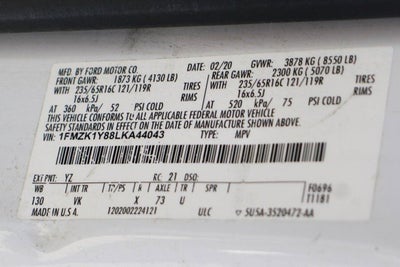 MFD. BY FORD MOTOR CO.
DATE: 02/20 GVWR: 3878 KG (8550 LB)
FRONT GAWR: 1873 KG (4130 LB) REAR GAWR: 2300 KG (5070 LB)
WITH 235/65R16C 121/119R TIRES WITH 235/65R16C 121/119R TIRES
16x6.5J RIMS 16x6.5J RIMS
AT 360 kPa/ 52 PSI COLD AT 520 kPa/ 75 PSI COLD
THIS VEHICLE CONFORMS TO ALL APPLICABLE FEDERAL MOTOR
VEHICLE SAFETY STANDARDS IN EFFECT ON THE DATE OF MANUFACTURE
SHOWN ABOVE.
VIN: 1FMZK1Y88LKA44043 TYPE: MPV
EXT PNT: YZ RC: 21 DSO:
WB INT TR TP/PS R AXLE TR SPR F0696
130 VK X 73 U T1181
MADE IN U.S.A. 1202002224121 ULC 5U5A-3520472-AA